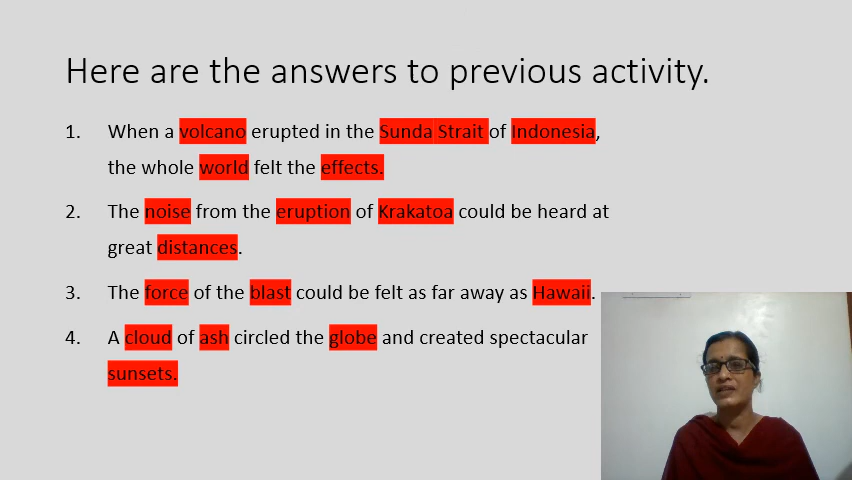 Here are the answers to previous activity.
1. When a volcano erupted in the Sunda Strait of Indonesia,
the whole world felt the effects.
2. The noise from the eruption of Krakatoa could be heard at
great distances.
3. The force of the blast could be felt as far away as Hawaii.
4. A cloud of ash circled the globe and created spectacular
sunsets.